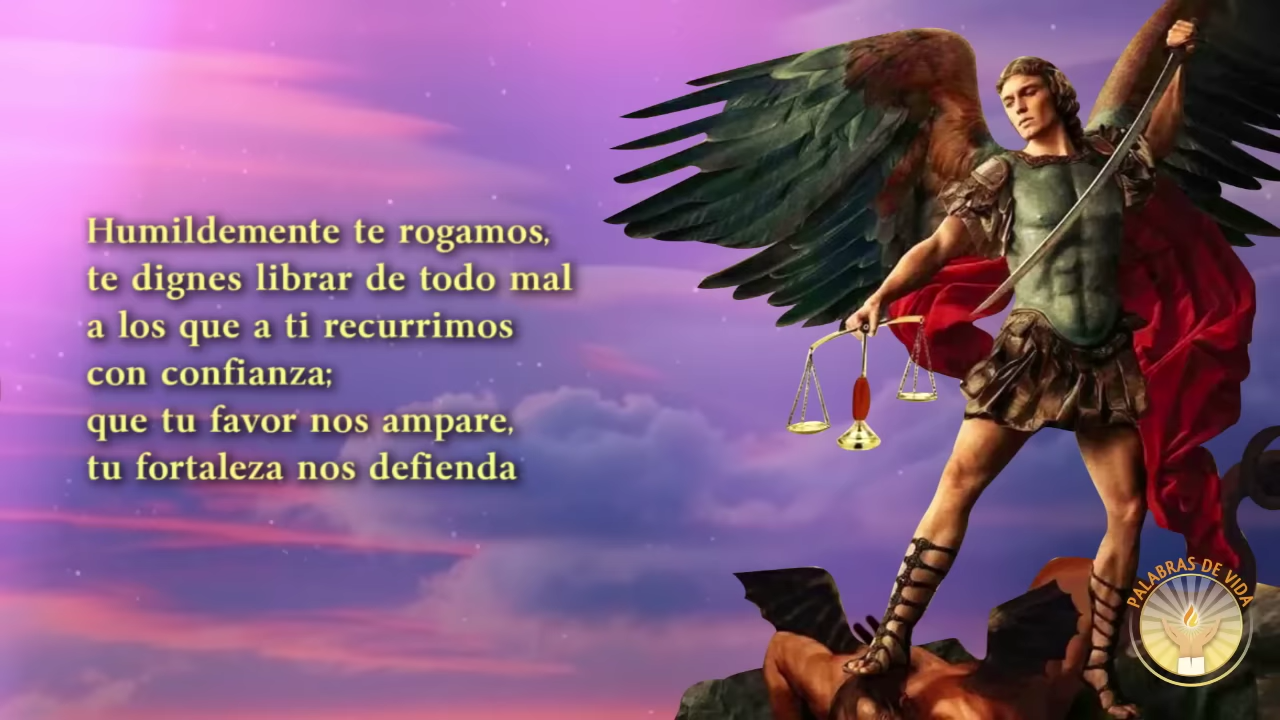 Humildemente te rogamos,
te dignes librar de todo mal
a los que a ti recurrimos
con confianza;
que tu favor nos ampare,
tu fortaleza nos defienda
PALABRAS DE VIDA